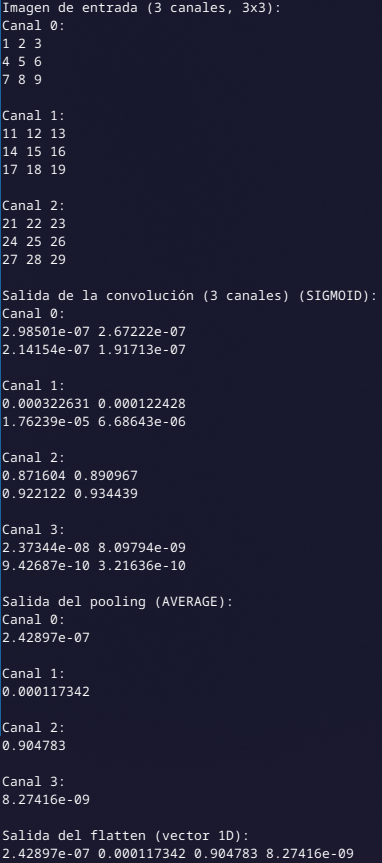 Imagen de entrada (3 canales, 3x3):
Canal 0:
1 2 3
4 5 6
7 8 9
Canal 1:
11 12 13
14 15 16
17 18 19
Canal 2:
21 22 23
24 25 26
27 28 29
Salida de la convolución (3 canales) (SIGMOID):
Canal 0:
2.98501e-07 2.67222e-07
2.14154e-07 1.91713e-07
Canal 1:
0.000322631 0.000122428
1.76239e-05 6.68643e-06
Canal 2:
0.871604 0.890967
0.922122 0.934439
Canal 3:
2.37344e-08 8.09794e-09
9.42687e-10 3.21636e-10
Salida del pooling (AVERAGE):
Canal 0:
2.42897e-07
Canal 1:
0.000117342
Canal 2:
0.904783
Canal 3:
8.27416e-09
Salida del flatten (vector 1D):
2.42897e-07 0.000117342 0.904783 8.27416e-09